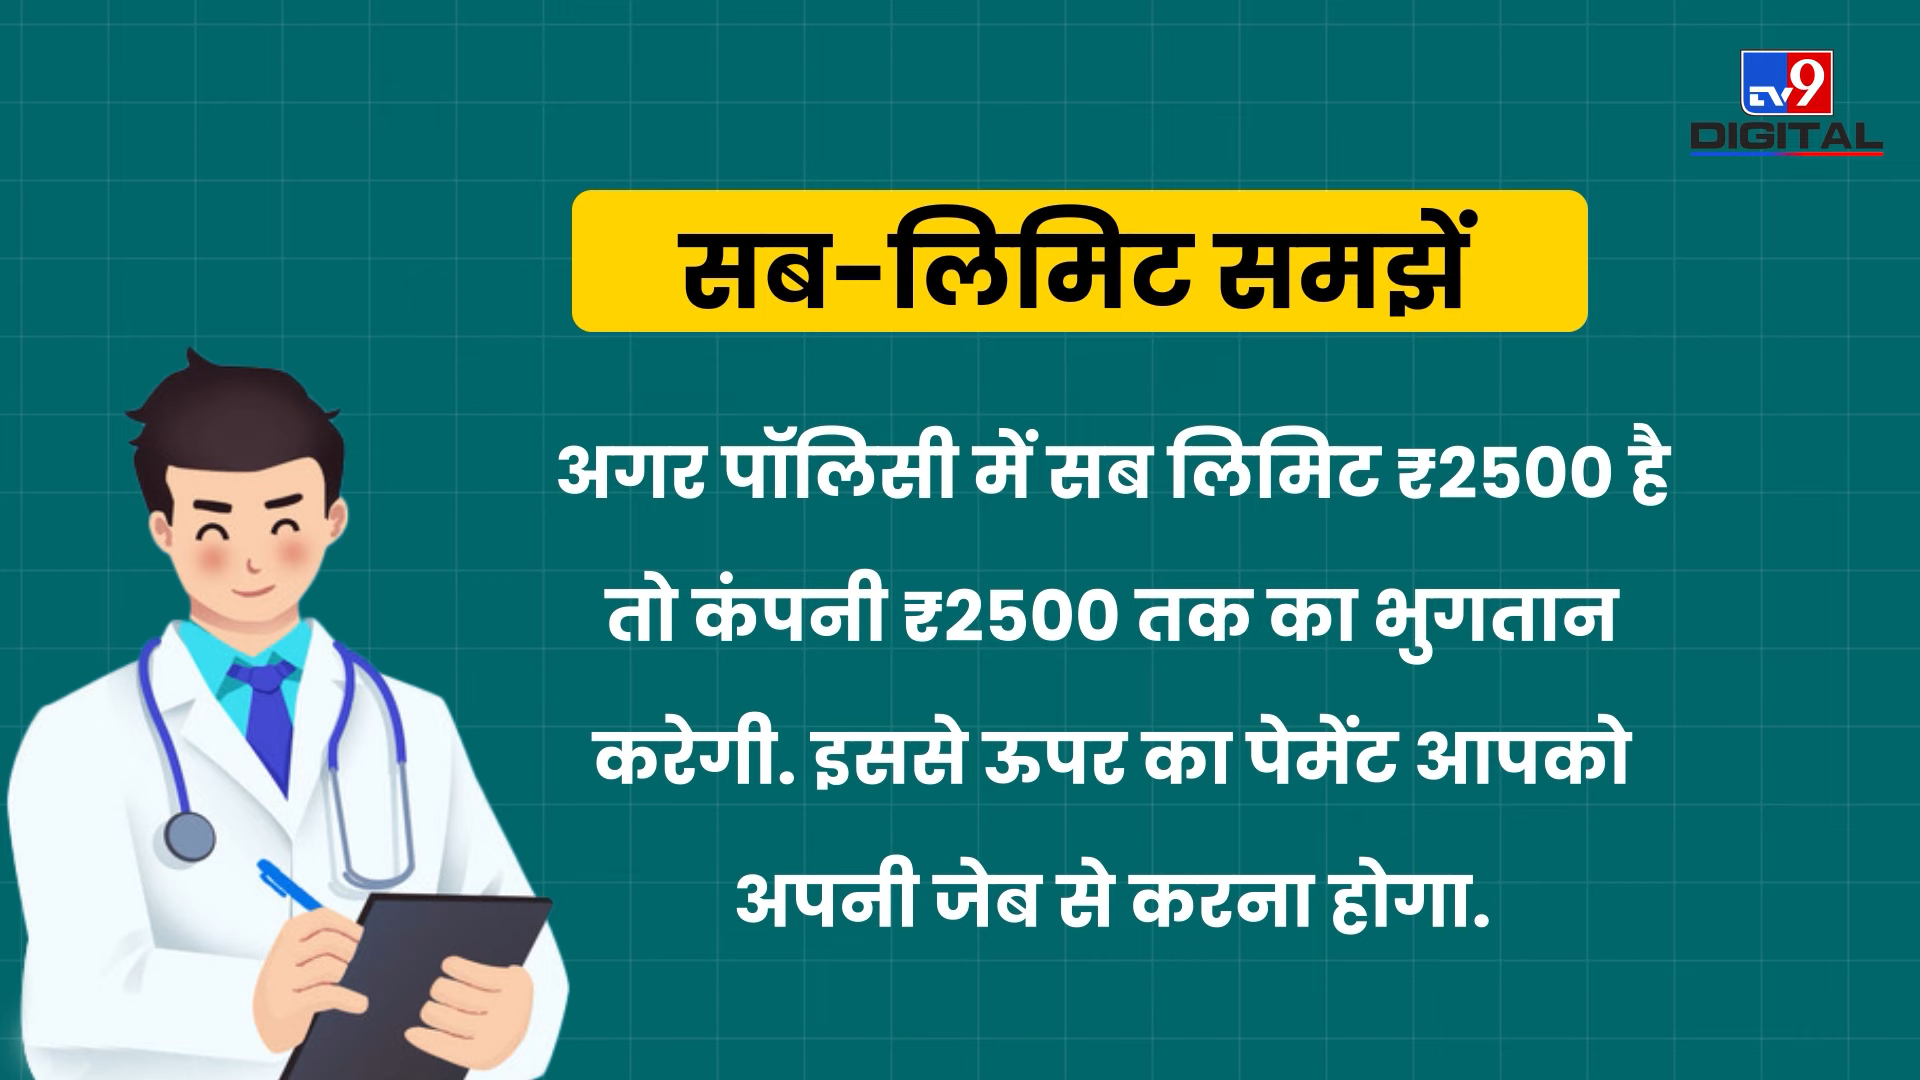 TV9
DIGITAL
सब-लिमिट समझें
अगर पॉलिसी में सब लिमिट ₹2500 है
तो कंपनी ₹2500 तक का भुगतान
करेगी. इससे ऊपर का पेमेंट आपको
अपनी जेब से करना होगा.